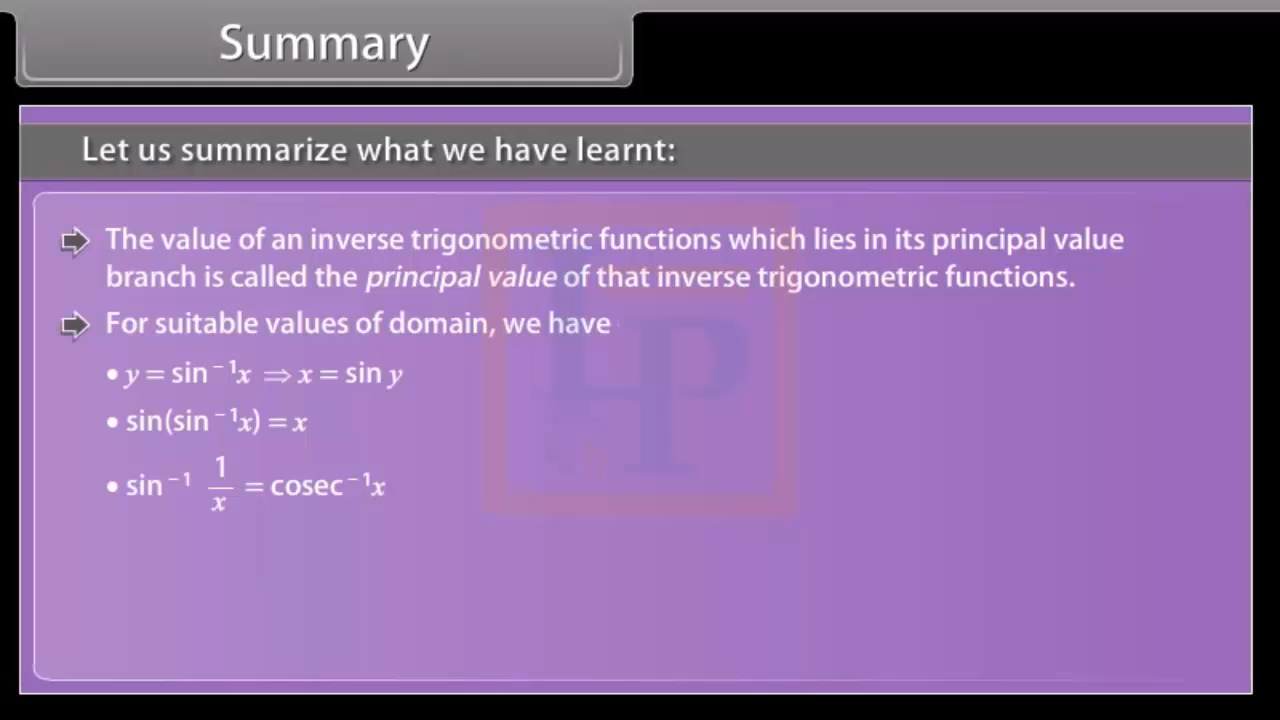 Summary
Let us summarize what we have learnt:
The value of an inverse trigonometric functions which lies in its principal value
branch is called the principal value of that inverse trigonometric functions.
For suitable values of domain, we have
• y = sin⁻¹x ⇒ x = sin y
• sin(sin⁻¹x) = x
• sin⁻¹ 1/x = cosec⁻¹x